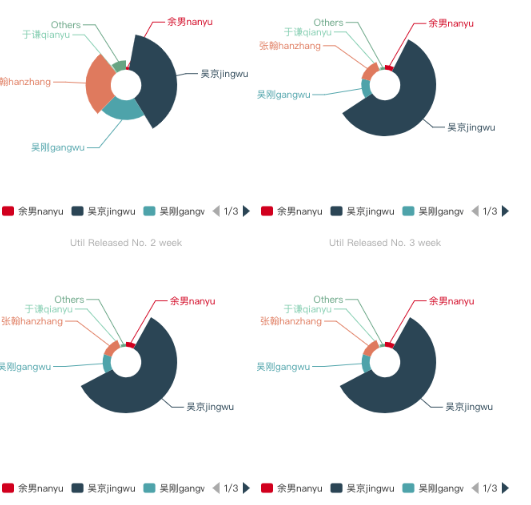 Others
余男nanyu
于谦qianyu
吴京jingwu
翰hanzhang
吴刚gangwu
余男nanyu 吴京jingwu 吴刚gangw 1/3
Util Released No. 2 week
Others
余男nanyu
于谦qianyu
张翰hanzhang
吴刚gangwu
吴京jingwu
余男nanyu 吴京jingwu 吴刚gangw 1/3
Util Released No. 3 week
Others
余男nanyu
于谦qianyu
张翰hanzhang
吴刚gangwu
吴京jingwu
余男nanyu 吴京jingwu 吴刚gangw 1/3
Others
余男nanyu
于谦qianyu
张翰hanzhang
吴刚gangwu
吴京jingwu
余男nanyu 吴京jingwu 吴刚gangw 1/3